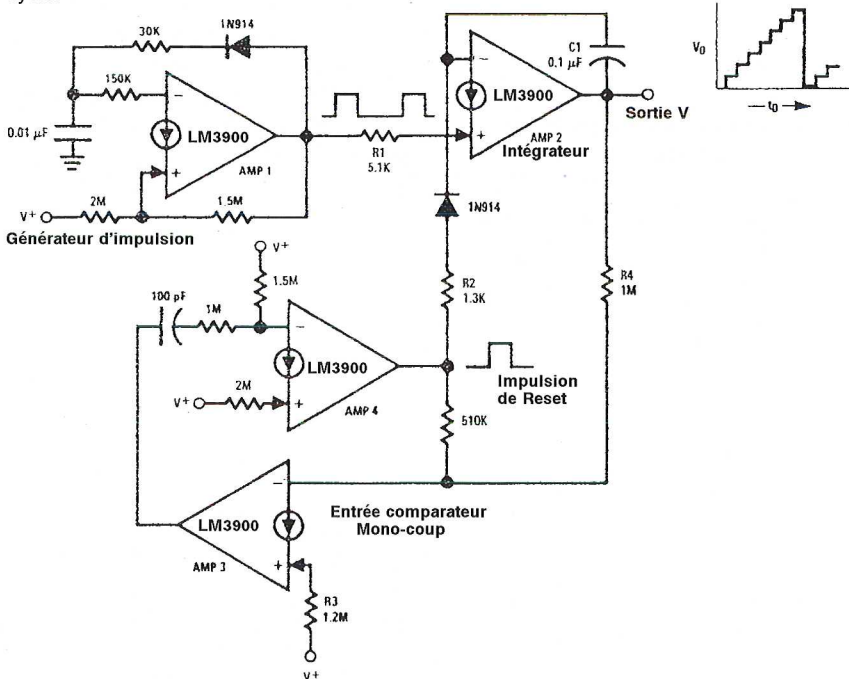 30K
1N914
150K
0.01 µF
−
LM3900
AMP 1
+
2M
1.5M
V+
Générateur d'impulsion
R1
5.1K
C1
0.1 µF
−
LM3900
+
AMP 2
Intégrateur
Sortie V
V0
t0
1N914
R2
1.3K
R4
1M
V+
1.5M
100 pF
1M
−
LM3900
2M
V+
+
AMP 4
Impulsion
de Reset
510K
−
LM3900
Entrée comparateur
Mono-coup
AMP 3
+
R3
1.2M
V+